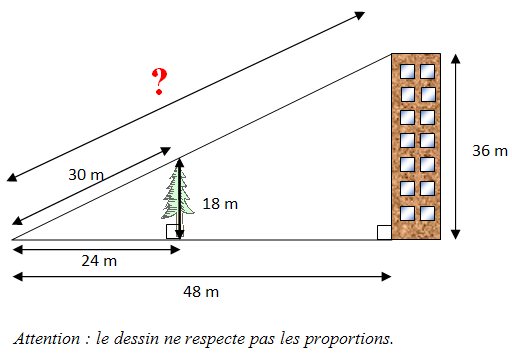 ?
30 m
36 m
18 m
24 m
48 m
Attention : le dessin ne respecte pas les proportions.